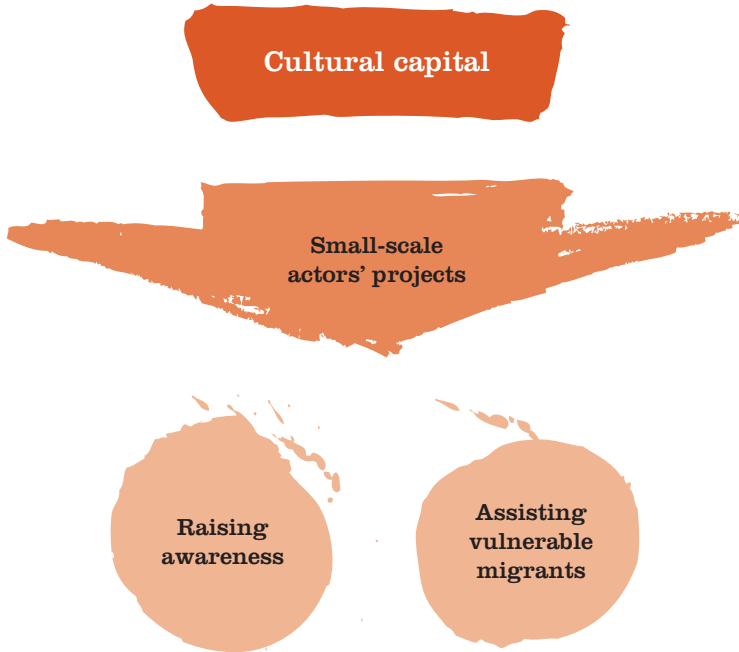 Cultural capital
Small-scale
actors’ projects
Raising
awareness
Assisting
vulnerable
migrants